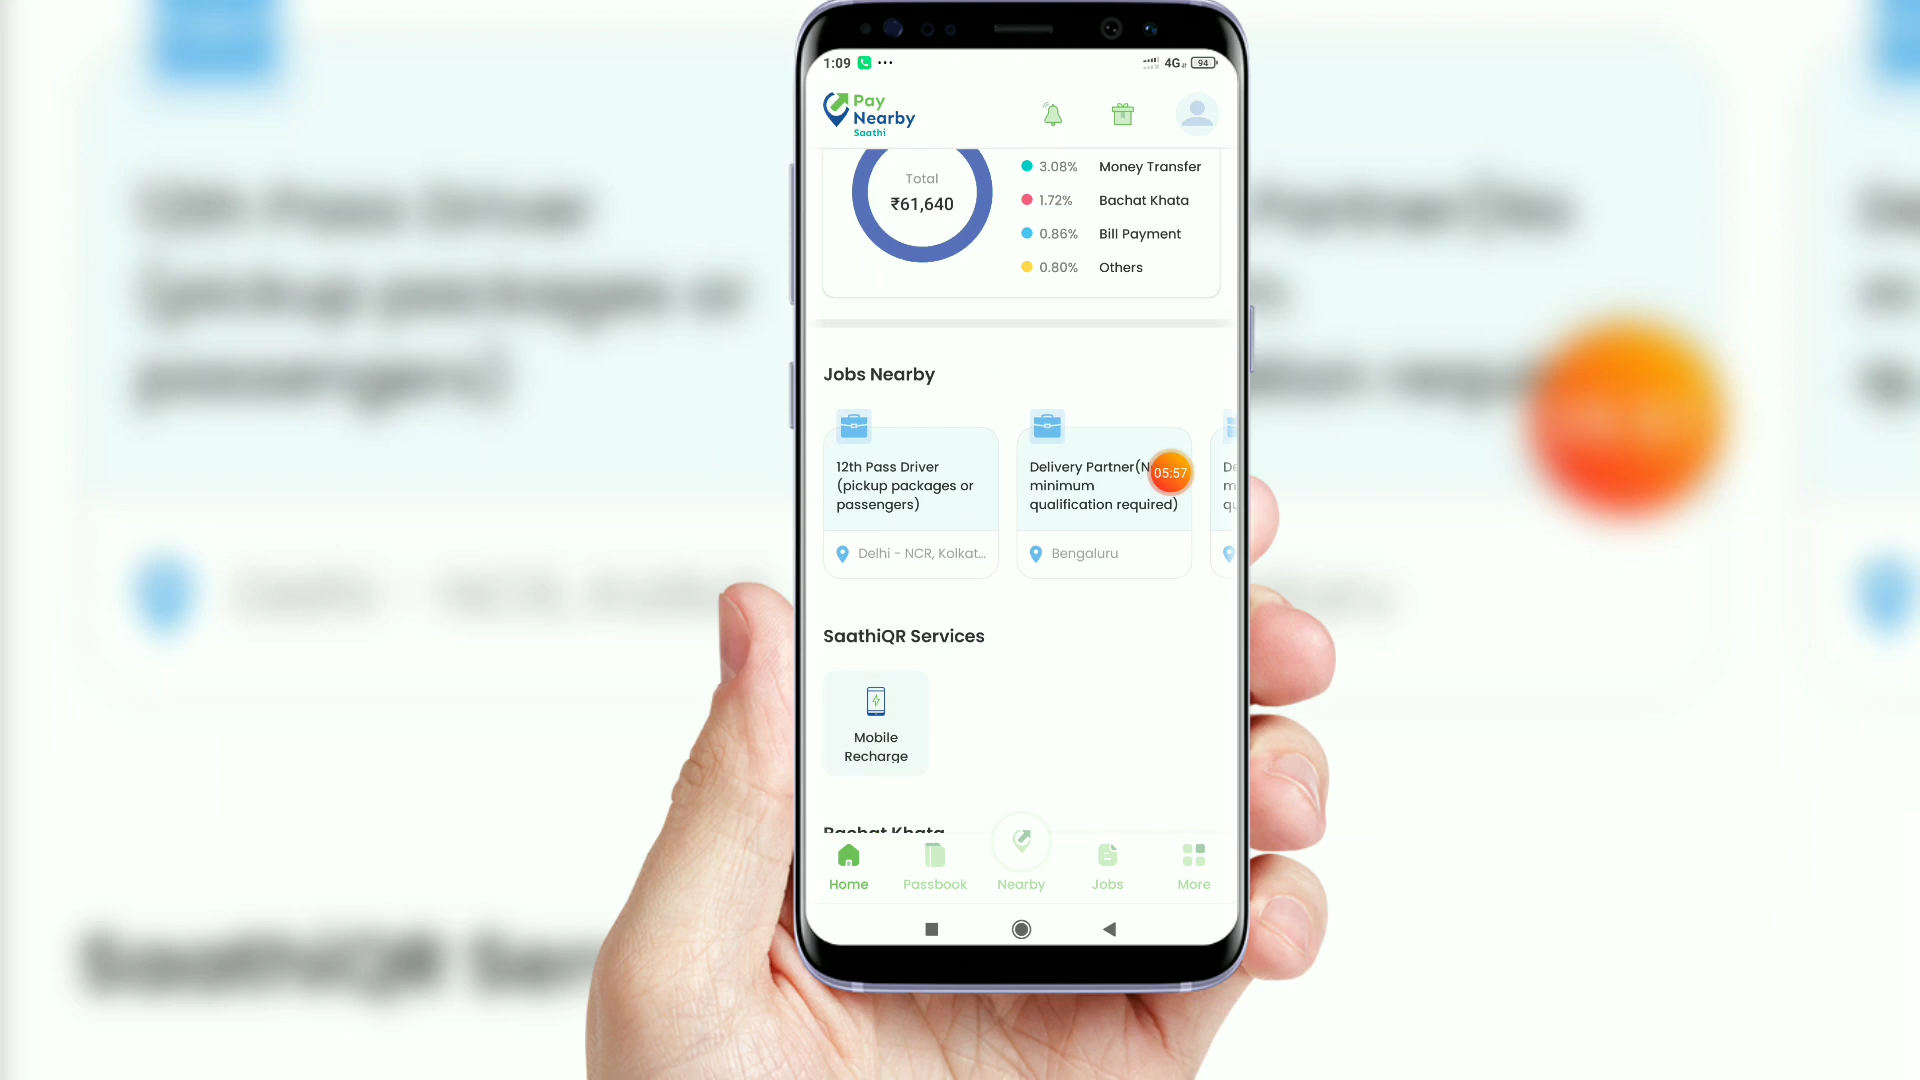 1:09
4G
94
Pay
Nearby
Saathi
Total
₹61,640
3.08% Money Transfer
1.72% Bachat Khata
0.86% Bill Payment
0.80% Others
Jobs Nearby
12th Pass Driver
(pickup packages or
passengers)
Delhi - NCR, Kolkat...
Delivery Partner(N
minimum
qualification required)
05:57
Bengaluru
SaathiQR Services
Mobile
Recharge
Bachat Khata
Home
Passbook
Nearby
Jobs
More